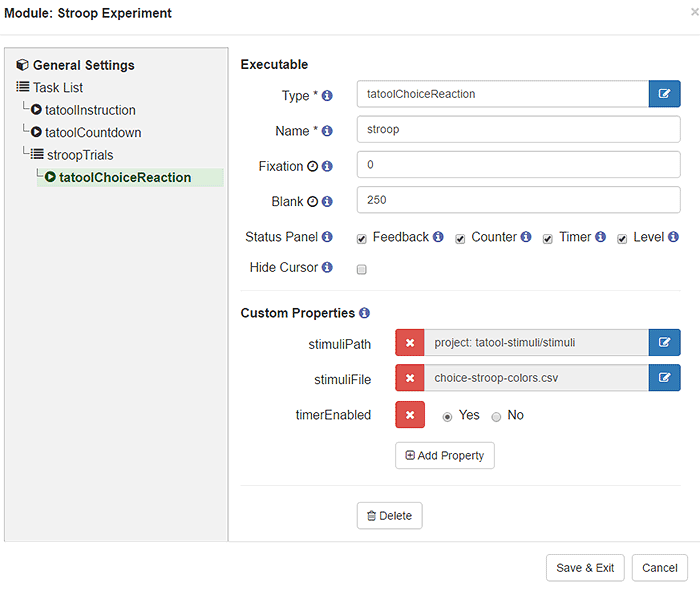 Module: Stroop Experiment
×
General Settings
Task List
tatoolInstruction
tatoolCountdown
stroopTrials
tatoolChoiceReaction
Executable
Type * tatoolChoiceReaction
Name * stroop
Fixation 0
Blank 250
Status Panel Feedback Counter Timer Level
Hide Cursor
Custom Properties
stimuliPath project: tatool-stimuli/stimuli
stimuliFile choice-stroop-colors.csv
timerEnabled Yes No
Add Property
Delete
Save & Exit Cancel